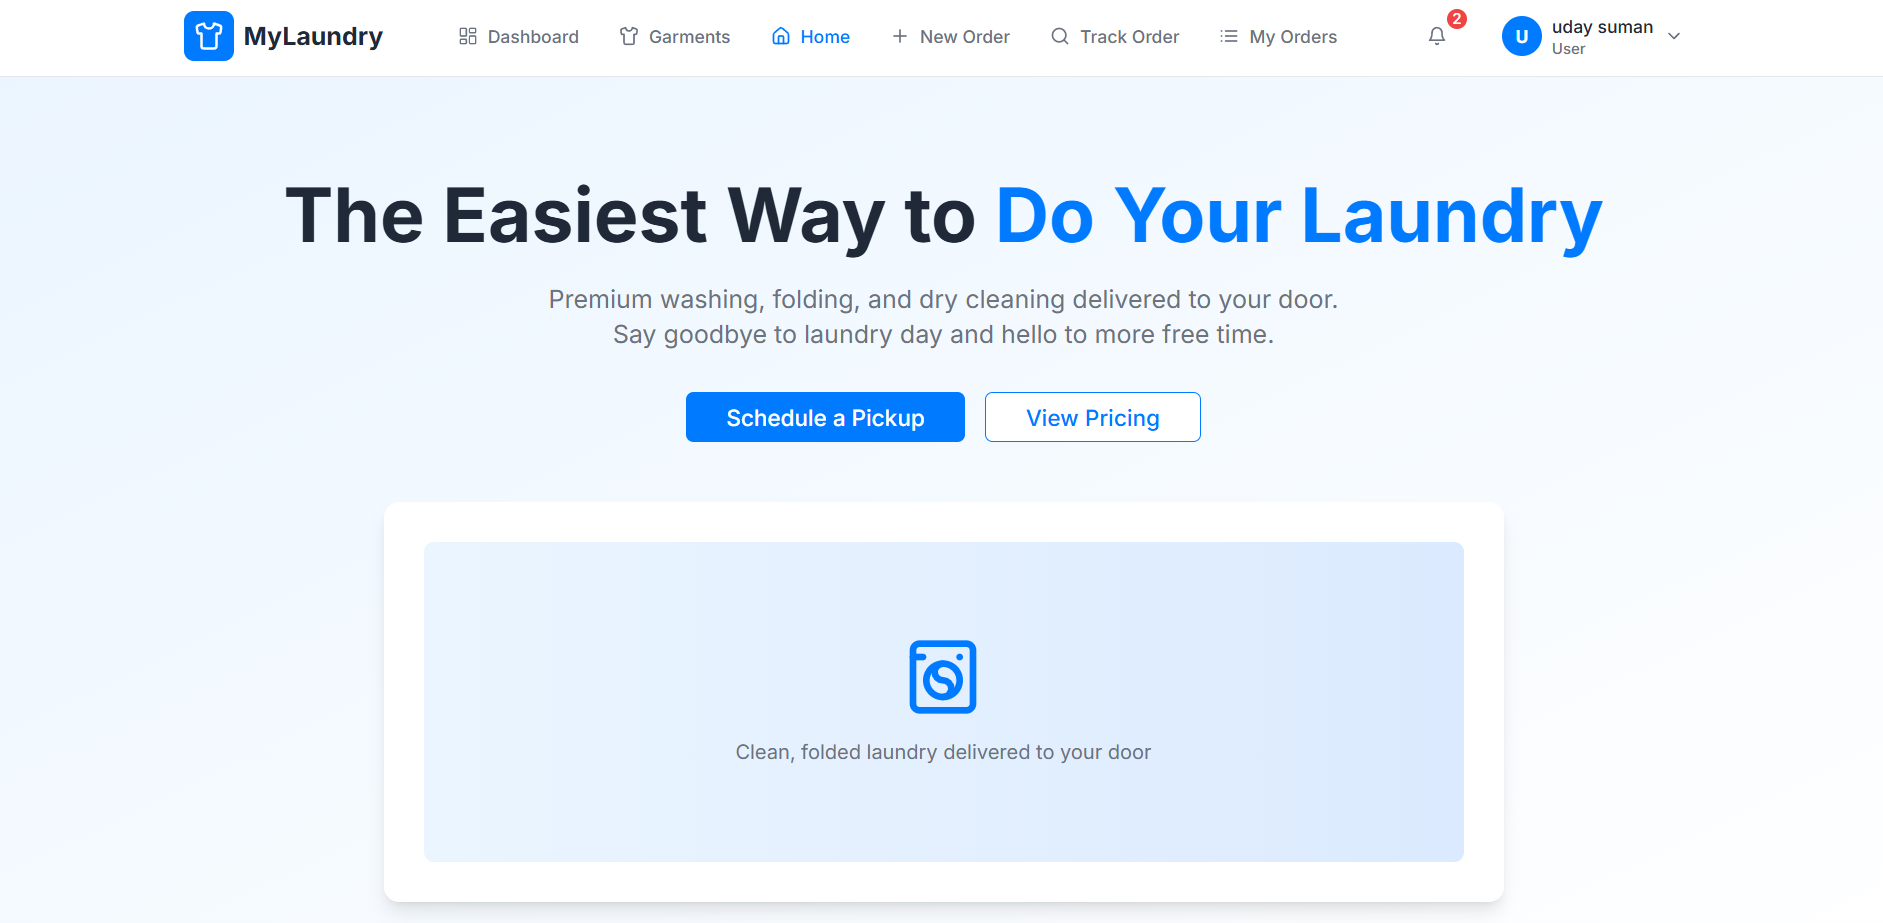 MyLaundry
Dashboard
Garments
Home
New Order
Track Order
My Orders
2
U
uday suman
User
The Easiest Way to Do Your Laundry
Premium washing, folding, and dry cleaning delivered to your door.
Say goodbye to laundry day and hello to more free time.
Schedule a Pickup
View Pricing
Clean, folded laundry delivered to your door